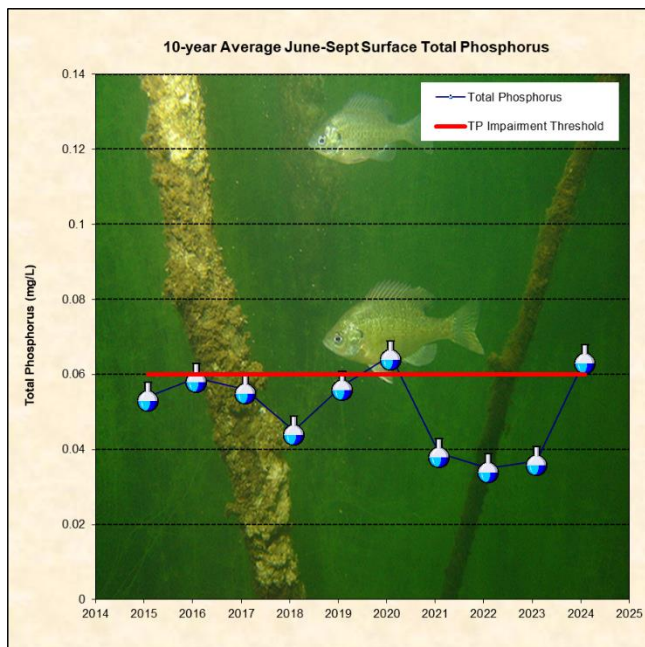 10-year Average June-Sept Surface Total Phosphorus
Total Phosphorus
TP Impairment Threshold
Total Phosphorus (mg/L)
0.14
0.12
0.1
0.08
0.06
0.04
0.02
0
2014 2015 2016 2017 2018 2019 2020 2021 2022 2023 2024 2025